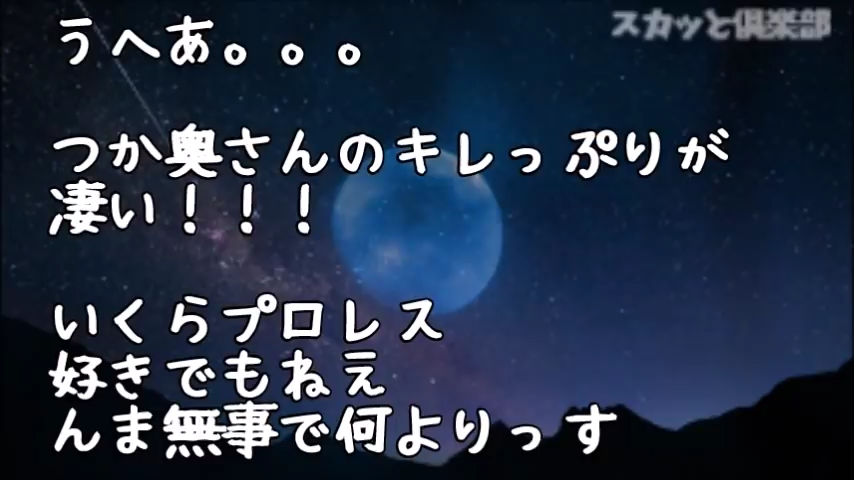 スカッと倶楽部
うへあ。。。
つか奥さんのキレっぷりが
凄い！！！
いくらプロレス
好きでもねえ
んま無事で何よりっす